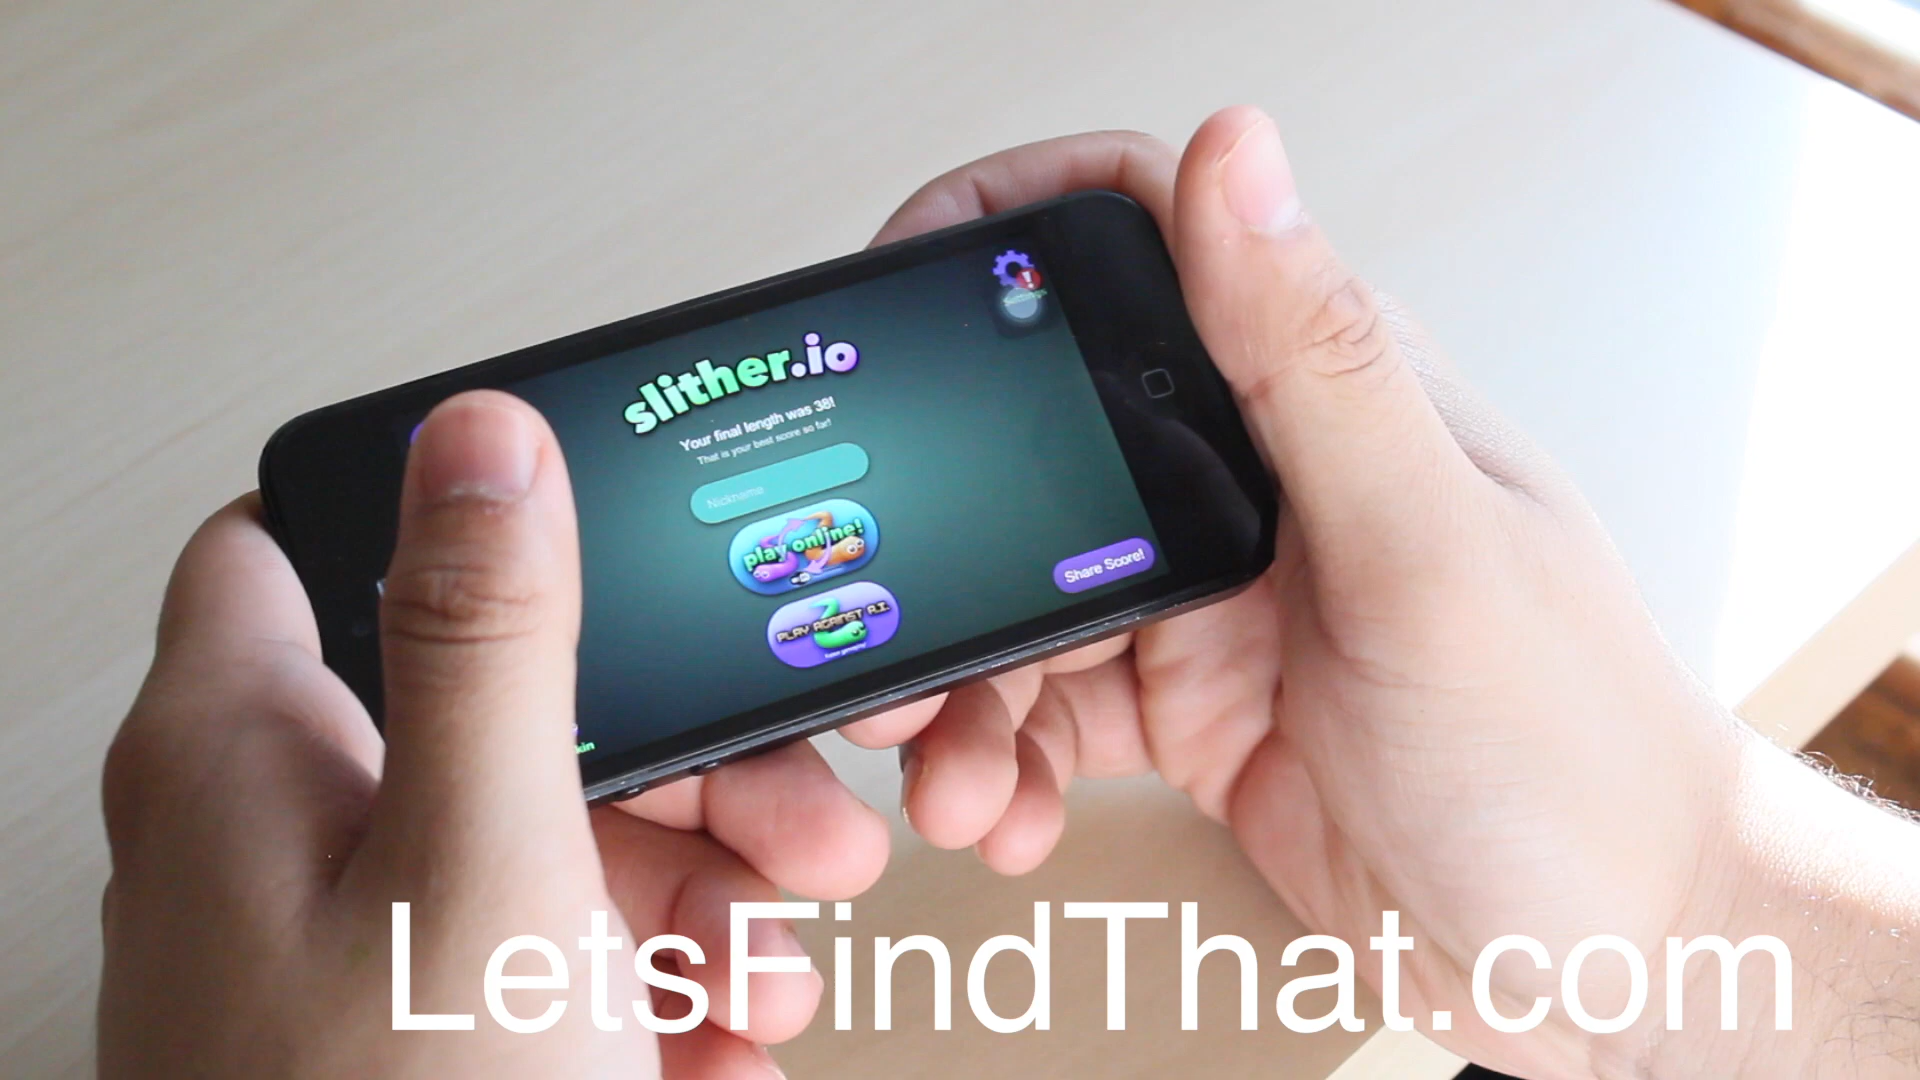 Settings
slither.io
Your final length was 38!
That is your best score so far!
Nickname
play online!
PLAY AGAINST A.I.
Share Score!
kin
LetsFindThat.com